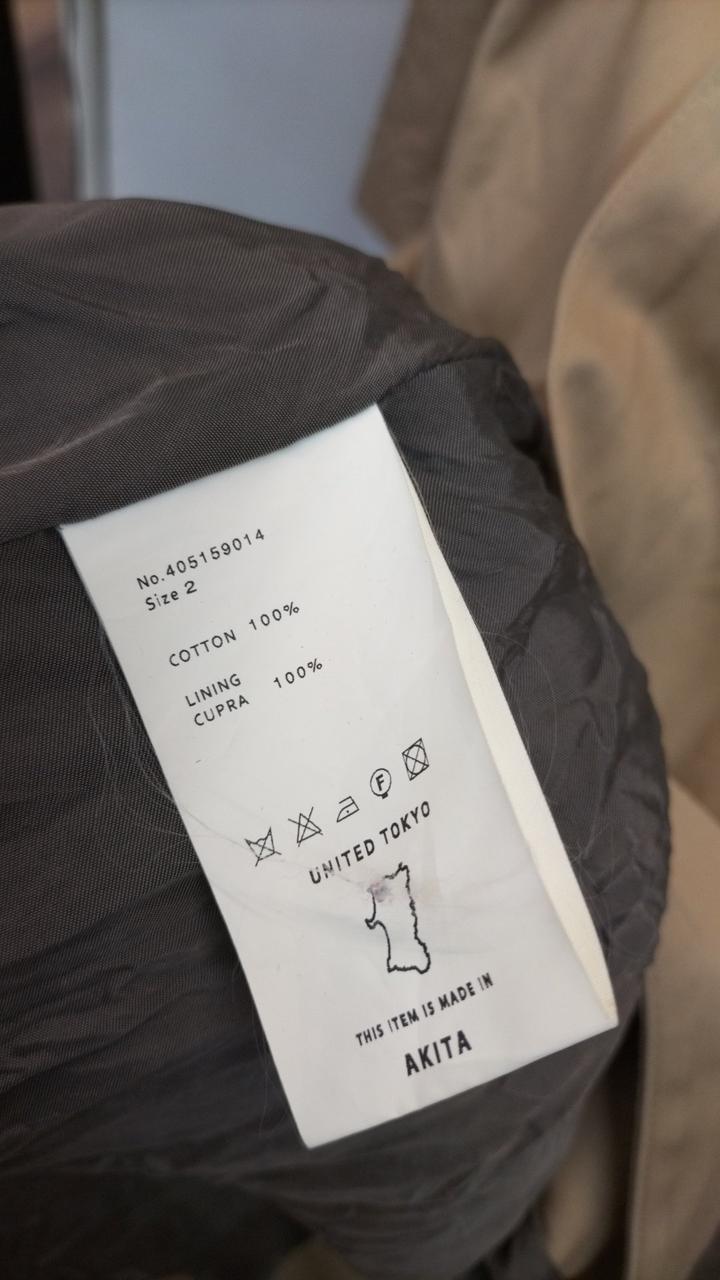 No.405159014
Size 2
COTTON 100%
LINING
CUPRA 100%
F
UNITED TOKYO
THIS ITEM IS MADE IN
AKITA